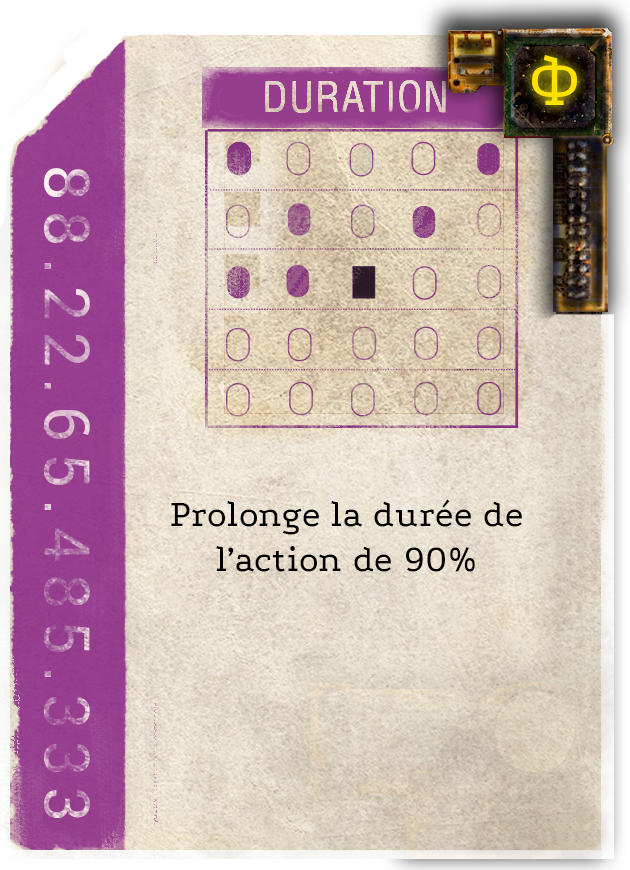 DURATION
Ф
88.22.65.485.333
Prolonge la durée de
l’action de 90%